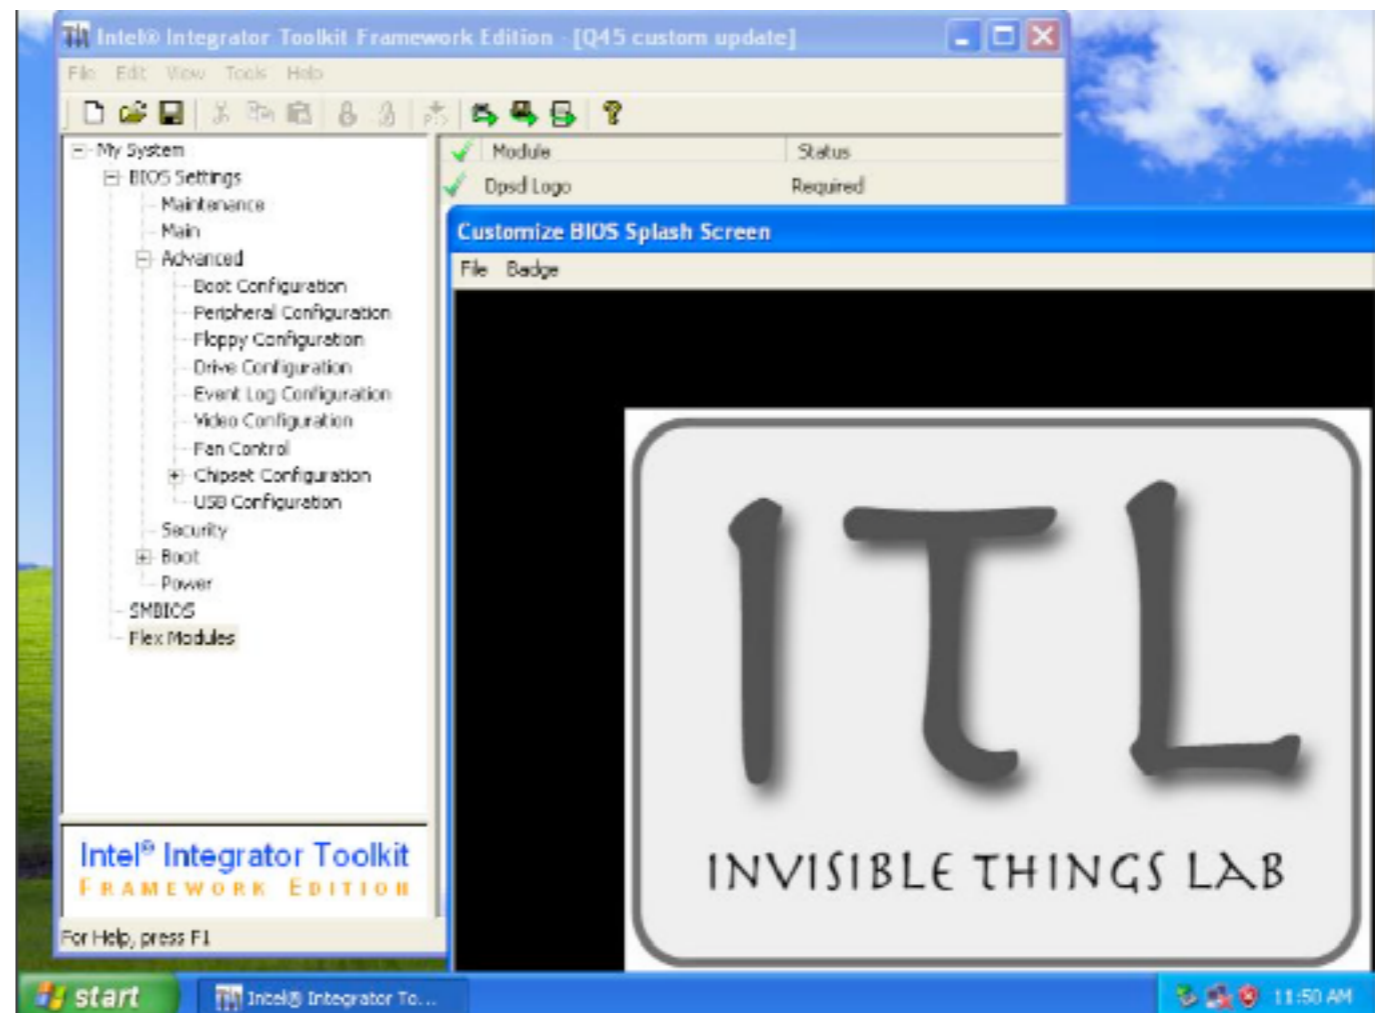 Intel® Integrator Toolkit Framework Edition - [Q45 custom update]
File Edit View Tools Help
My System
BIOS Settings
Maintenance
Main
Advanced
Boot Configuration
Peripheral Configuration
Floppy Configuration
Drive Configuration
Event Log Configuration
Video Configuration
Fan Control
Chipset Configuration
USB Configuration
Security
Boot
Power
SMBIOS
Flex Modules
Intel® Integrator Toolkit
FRAMEWORK EDITION
For Help, press F1
Module Status
Dpsd Logo Required
Customize BIOS Splash Screen
File Badge
ITL
INVISIBLE THINGS LAB
start
Intel® Integrator To...
11:50 AM